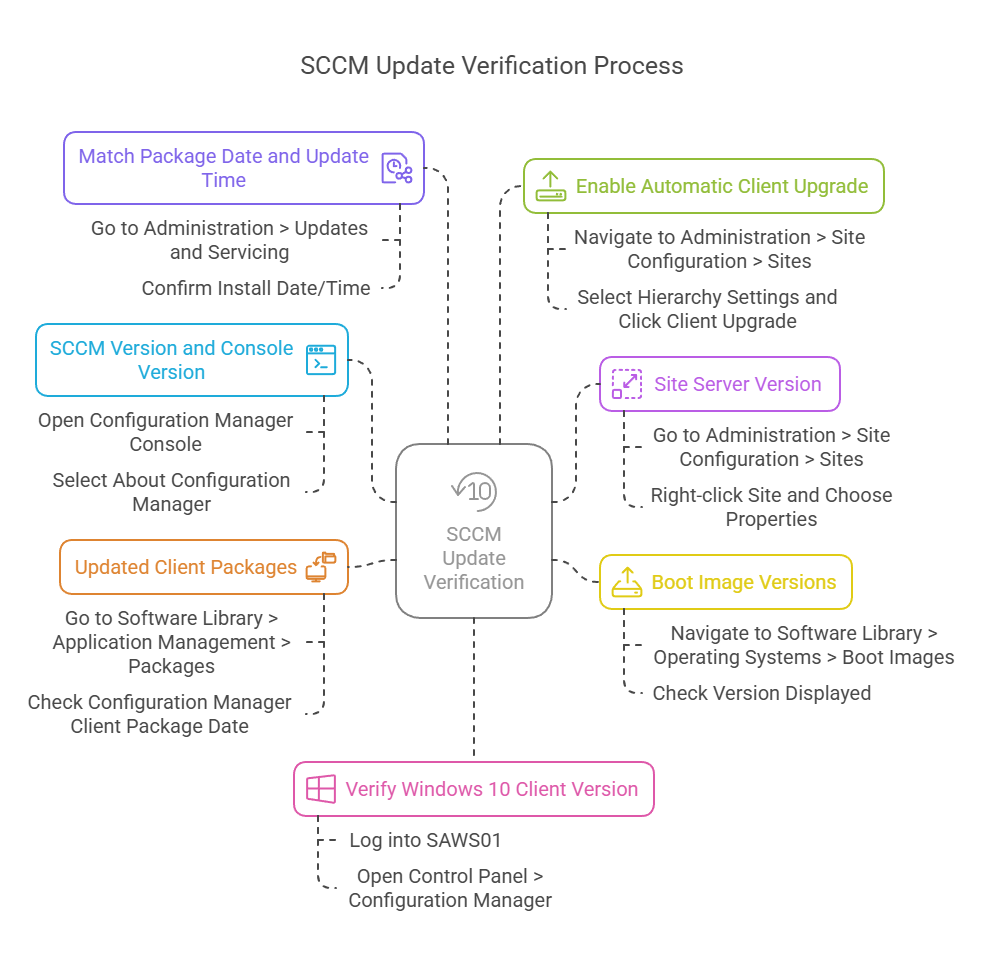 SCCM Update Verification Process
Match Package Date and Update
Time
Go to Administration > Updates
and Servicing
Confirm Install Date/Time
SCCM Version and Console
Version
Open Configuration Manager
Console
Select About Configuration
Manager
Updated Client Packages
Go to Software Library >
Application Management >
Packages
Check Configuration Manager
Client Package Date
Enable Automatic Client Upgrade
Navigate to Administration > Site
Configuration > Sites
Select Hierarchy Settings and
Click Client Upgrade
Site Server Version
Go to Administration > Site
Configuration > Sites
Right-click Site and Choose
Properties
Boot Image Versions
Navigate to Software Library >
Operating Systems > Boot Images
Check Version Displayed
10
SCCM
Update
Verification
Verify Windows 10 Client Version
Log into SAWS01
Open Control Panel >
Configuration Manager